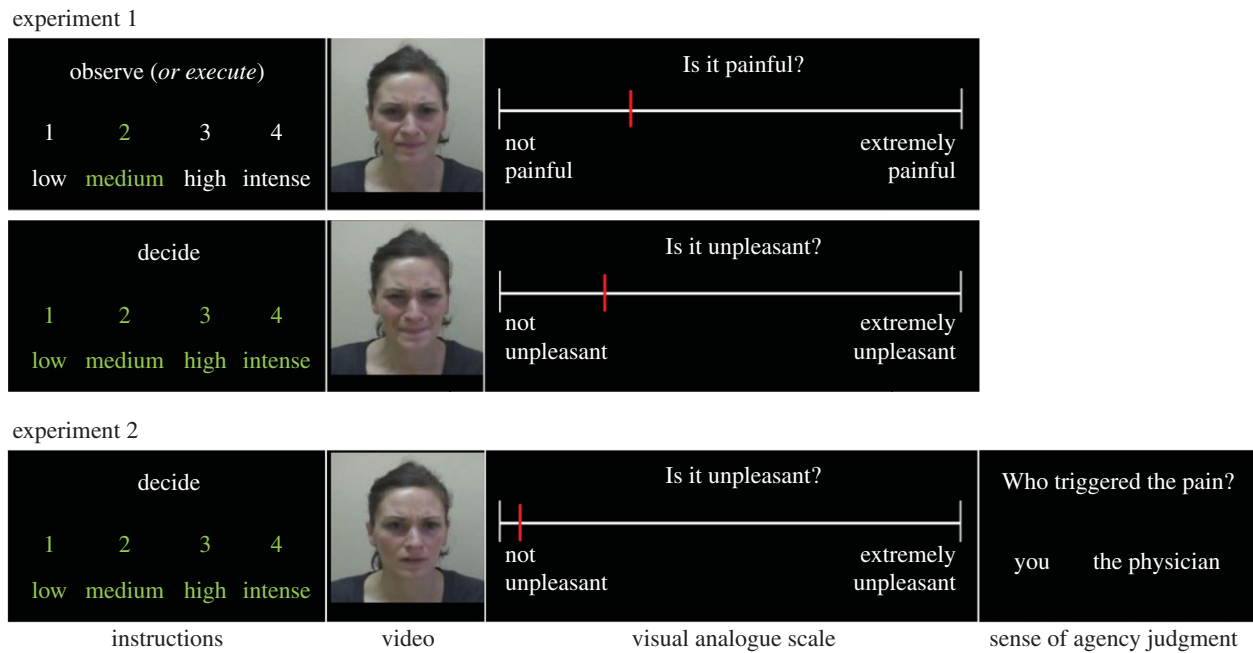 experiment 1
observe (or execute)
1 2 3 4
low medium high intense
Is it painful?
not painful
extremely painful
decide
1 2 3 4
low medium high intense
Is it unpleasant?
not unpleasant
extremely unpleasant
experiment 2
decide
1 2 3 4
low medium high intense
Is it unpleasant?
not unpleasant
extremely unpleasant
Who triggered the pain?
you the physician
instructions video visual analogue scale sense of agency judgment